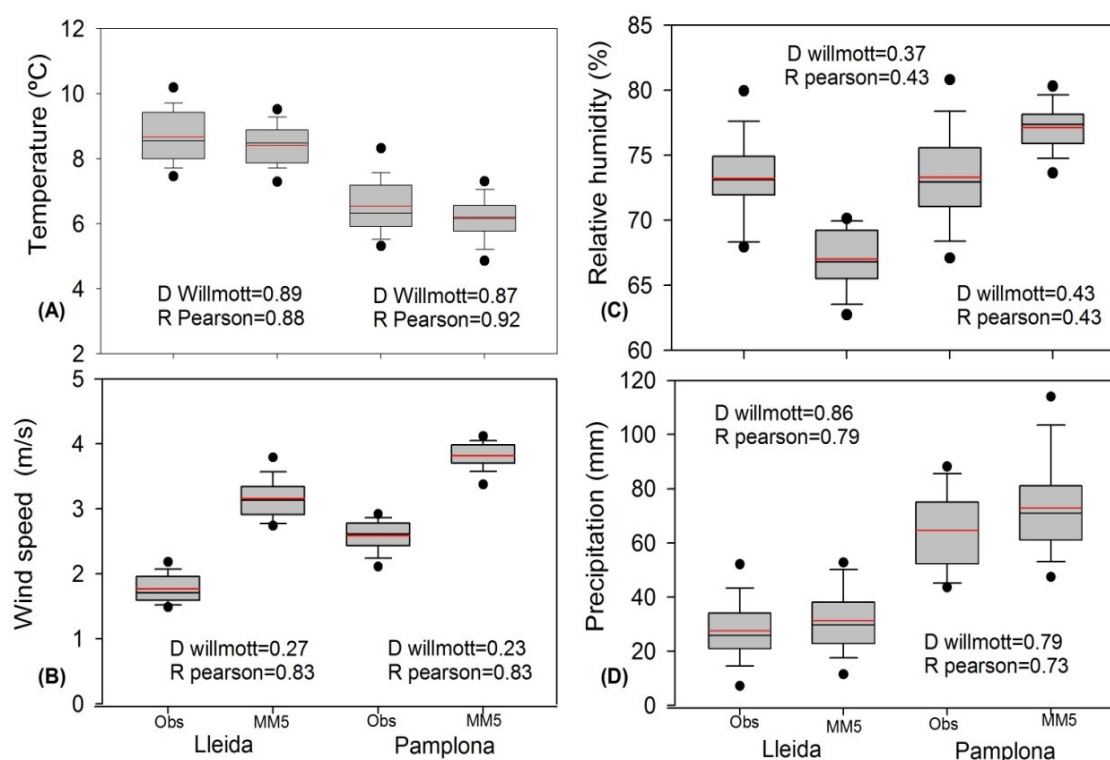 Temperature (ºC)
12
10
8
6
4
2
D Willmott=0.89
R Pearson=0.88
D Willmott=0.87
R Pearson=0.92
(A)
Wind speed (m/s)
5
4
3
2
1
0
D willmott=0.27
R pearson=0.83
D willmott=0.23
R pearson=0.83
(B)
Obs
MM5
Obs
MM5
Lleida
Pamplona
Relative humidity (%)
85
80
75
70
65
60
D willmott=0.37
R pearson=0.43
D willmott=0.43
R pearson=0.43
(C)
Precipitation (mm)
120
100
80
60
40
20
0
D willmott=0.86
R pearson=0.79
D willmott=0.79
R pearson=0.73
(D)
Obs
MM5
Obs
MM5
Lleida
Pamplona